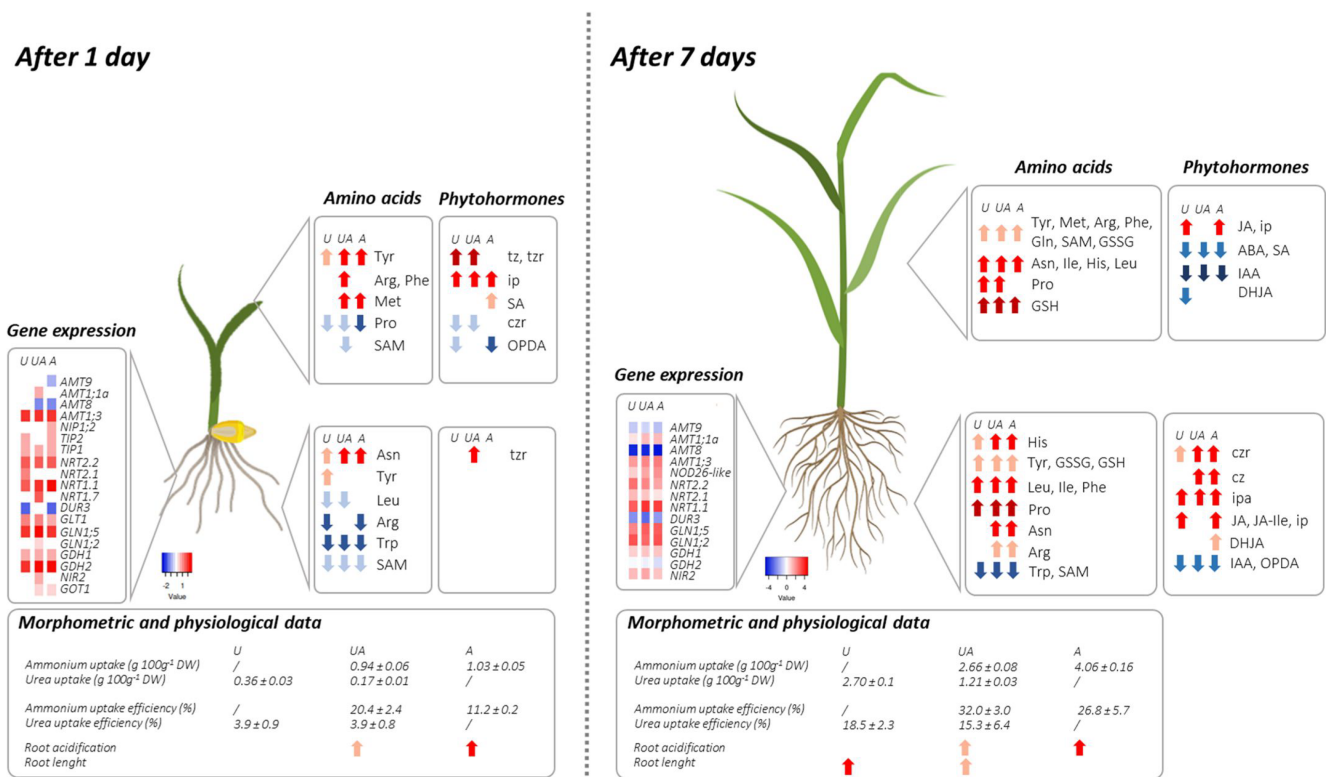 After 1 day
Amino acids
Phytohormones
U UA A
Tyr
Arg, Phe
Met
Pro
SAM
U UA A
tz, tzr
ip
SA
czr
OPDA
Gene expression
U UA A
AMT9
AMT1;1a
AMT8
AMT1;3
NIP1;2
TIP2
TIP1
NRT2.2
NRT2.1
NRT1.1
NRT1.7
DUR3
GLT1
GLN1;5
GLN1;2
GDH1
GDH2
NIR2
GOT1
-2 1
Value
U UA A
Asn
Tyr
Leu
Arg
Trp
SAM
U UA A
tzr
Morphometric and physiological data
U UA A
Ammonium uptake (g 100g-1 DW) / 0.94 ± 0.06 1.03 ± 0.05
Urea uptake (g 100g-1 DW) 0.36 ± 0.03 0.17 ± 0.01 /
Ammonium uptake efficiency (%) / 20.4 ± 2.4 11.2 ± 0.2
Urea uptake efficiency (%) 3.9 ± 0.9 3.9 ± 0.8 /
Root acidification
Root lenght
After 7 days
Amino acids
Phytohormones
U UA A
Tyr, Met, Arg, Phe,
Gln, SAM, GSSG
Asn, Ile, His, Leu
Pro
GSH
U UA A
JA, ip
ABA, SA
IAA
DHJA
Gene expression
U UA A
AMT9
AMT1;1a
AMT8
AMT1;3
NOD26-like
NRT2.2
NRT2.1
NRT1.1
DUR3
GLN1;5
GLN1;2
GDH1
GDH2
NIR2
-4 0 4
Value
U UA A
His
Tyr, GSSG, GSH
Leu, Ile, Phe
Pro
Asn
Arg
Trp, SAM
U UA A
czr
cz
ipa
JA, JA-Ile, ip
DHJA
IAA, OPDA
Morphometric and physiological data
U UA A
Ammonium uptake (g 100g-1 DW) / 2.66 ± 0.08 4.06 ± 0.16
Urea uptake (g 100g-1 DW) 2.70 ± 0.1 1.21 ± 0.03 /
Ammonium uptake efficiency (%) / 32.0 ± 3.0 26.8 ± 5.7
Urea uptake efficiency (%) 18.5 ± 2.3 15.3 ± 6.4 /
Root acidification
Root lenght